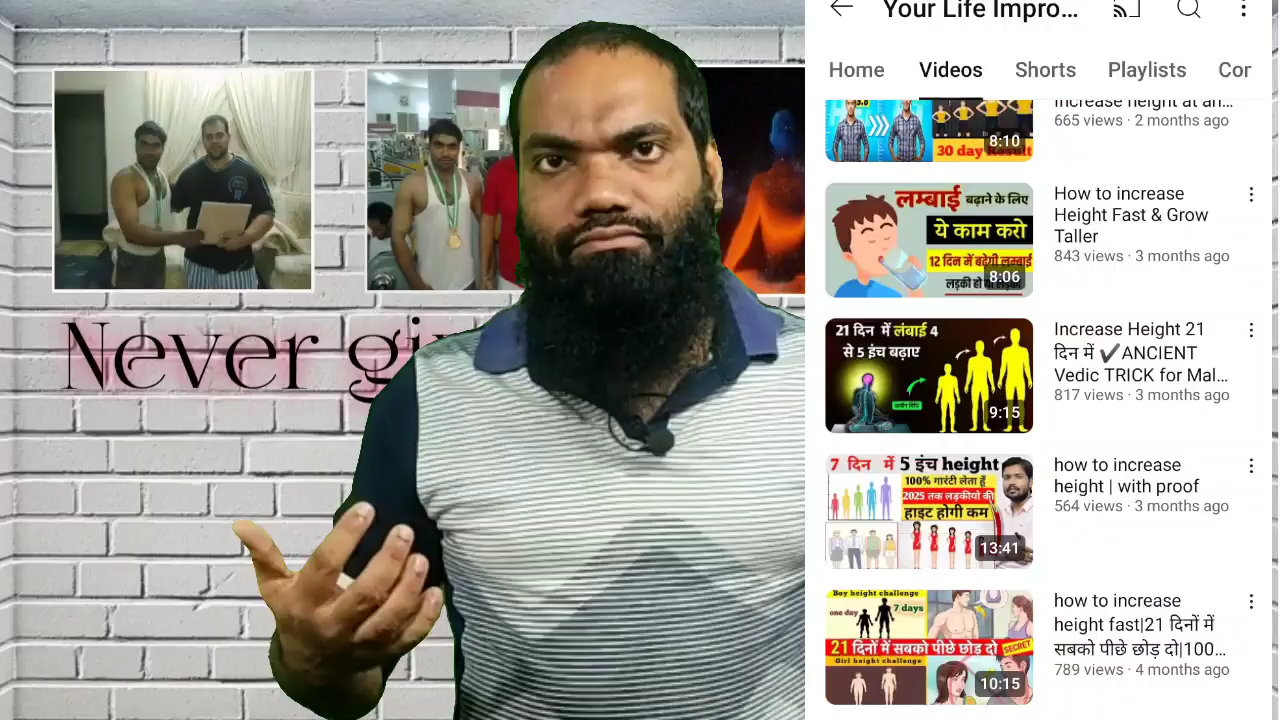 Never gi
Your Life Impro...
Home Videos Shorts Playlists Cor
increase height at an...
665 views · 2 months ago
30 day Result
8:10
लम्बाई बढ़ाने के लिए
ये काम करो
12 दिन में बढ़ेगी लम्बाई
8:06
How to increase
Height Fast & Grow
Taller
843 views · 3 months ago
21 दिन में लंबाई 4
से 5 इंच बढ़ाए
9:15
Increase Height 21
दिन में ✔ANCIENT
Vedic TRICK for Mal...
817 views · 3 months ago
7 दिन में 5 इंच height
100% गारंटी लेता हूँ
2025 तक लड़कीयो की
हाइट होगी कम
13:41
how to increase
height | with proof
564 views · 3 months ago
Boy height challenge
one day 7 days
21 दिनों में सबको पीछे छोड़ दो SECRET
Girl height challenge
10:15
how to increase
height fast|21 दिनों में
सबको पीछे छोड़ दो|100...
789 views · 4 months ago